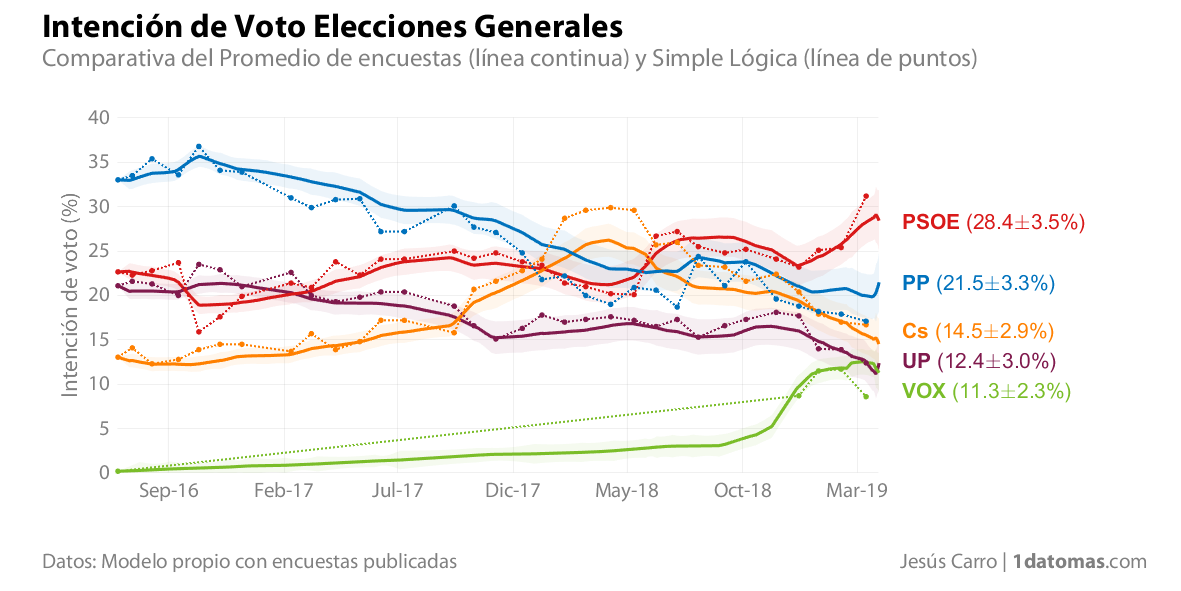 Intención de Voto Elecciones Generales
Comparativa del Promedio de encuestas (línea continua) y Simple Lógica (línea de puntos)
Intención de voto (%)
40
35
30
25
20
15
10
5
0
Sep-16 Feb-17 Jul-17 Dic-17 May-18 Oct-18 Mar-19
PSOE (28.4±3.5%)
PP (21.5±3.3%)
Cs (14.5±2.9%)
UP (12.4±3.0%)
VOX (11.3±2.3%)
Datos: Modelo propio con encuestas publicadas
Jesús Carro | 1datomas.com